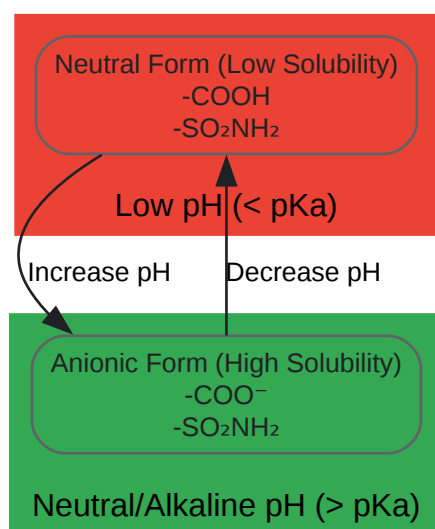 Neutral Form (Low Solubility)
-COOH
-SO₂NH₂
Low pH (< pKa)
Increase pH
Decrease pH
Anionic Form (High Solubility)
-COO⁻
-SO₂NH₂
Neutral/Alkaline pH (> pKa)